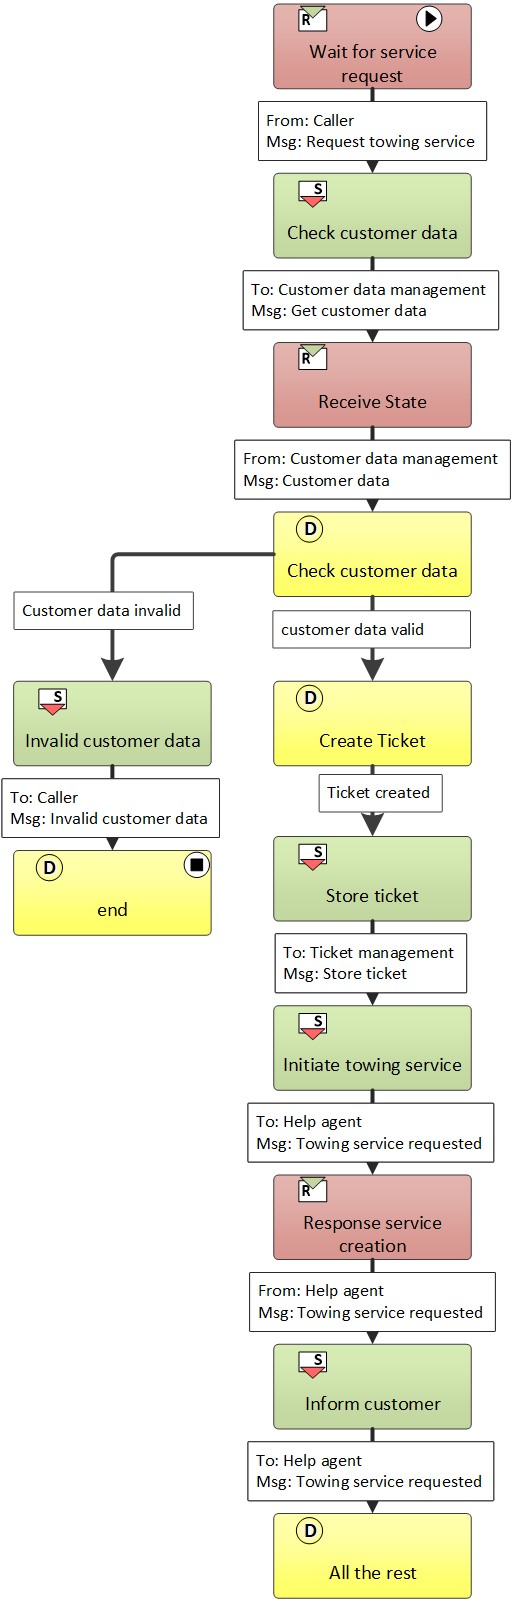 R
Wait for service
request
From: Caller
Msg: Request towing service
S
Check customer data
To: Customer data management
Msg: Get customer data
R
Receive State
From: Customer data management
Msg: Customer data
D
Check customer data
Customer data invalid
customer data valid
S
Invalid customer data
D
Create Ticket
To: Caller
Msg: Invalid customer data
Ticket created
D
end
S
Store ticket
To: Ticket management
Msg: Store ticket
S
Initiate towing service
To: Help agent
Msg: Towing service requested
R
Response service
creation
From: Help agent
Msg: Towing service requested
S
Inform customer
To: Help agent
Msg: Towing service requested
D
All the rest